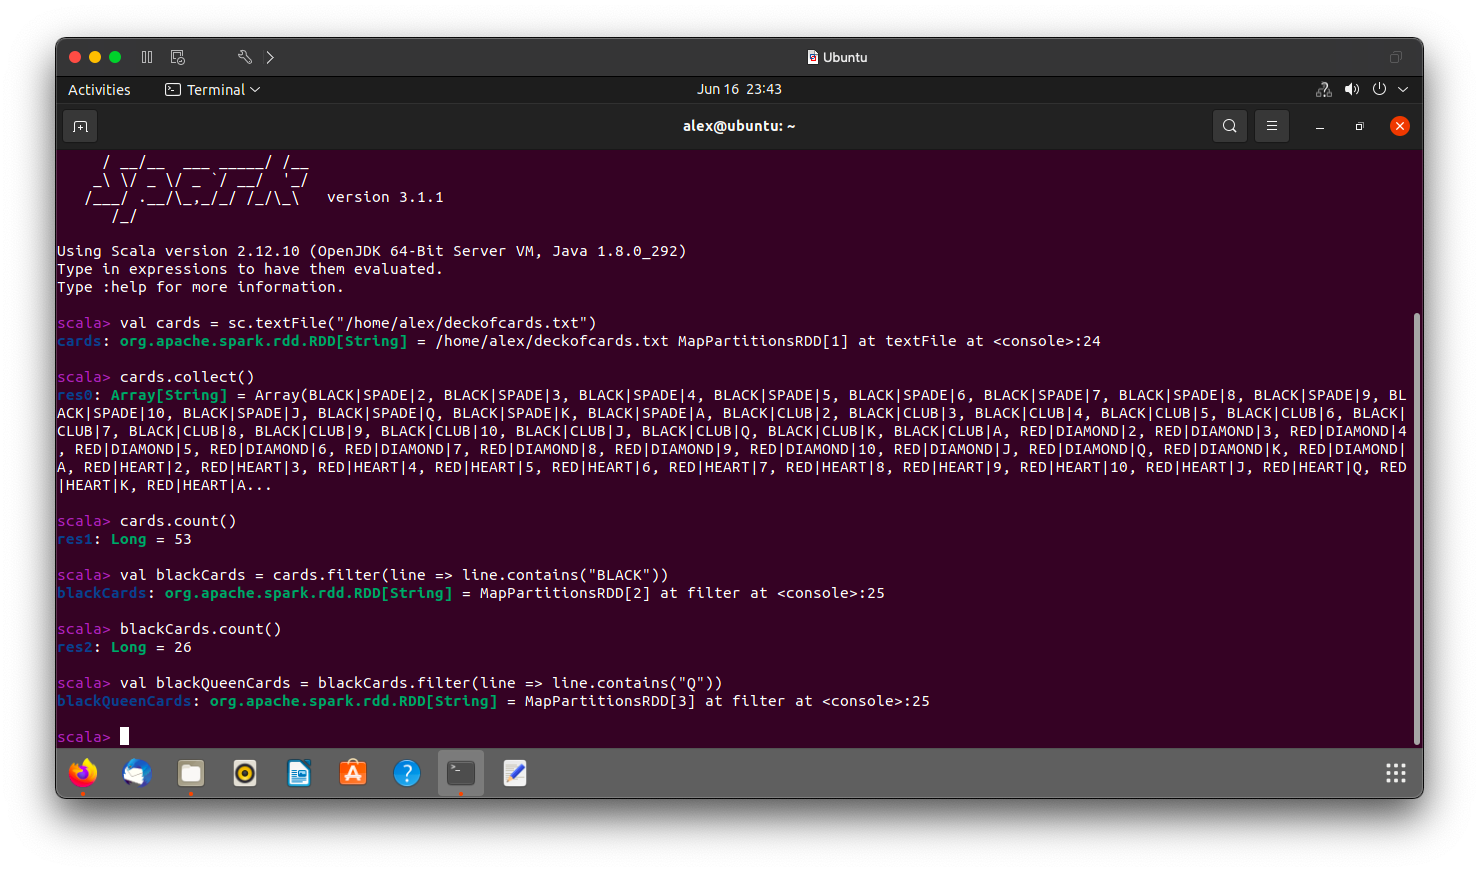 Ubuntu
Activities Terminal Jun 16 23:43
alex@ubuntu: ~
    / __/__  ___ _____/ /__
    _\ \/ _ \/ _ `/ __/  '_/
   /___/ .__/\_,_/_/ /_/\_\   version 3.1.1
      /_/
Using Scala version 2.12.10 (OpenJDK 64-Bit Server VM, Java 1.8.0_292)
Type in expressions to have them evaluated.
Type :help for more information.
scala> val cards = sc.textFile("/home/alex/deckofcards.txt")
cards: org.apache.spark.rdd.RDD[String] = /home/alex/deckofcards.txt MapPartitionsRDD[1] at textFile at <console>:24
scala> cards.collect()
res0: Array[String] = Array(BLACK|SPADE|2, BLACK|SPADE|3, BLACK|SPADE|4, BLACK|SPADE|5, BLACK|SPADE|6, BLACK|SPADE|7, BLACK|SPADE|8, BLACK|SPADE|9, BL
ACK|SPADE|10, BLACK|SPADE|J, BLACK|SPADE|Q, BLACK|SPADE|K, BLACK|SPADE|A, BLACK|CLUB|2, BLACK|CLUB|3, BLACK|CLUB|4, BLACK|CLUB|5, BLACK|CLUB|6, BLACK|
CLUB|7, BLACK|CLUB|8, BLACK|CLUB|9, BLACK|CLUB|10, BLACK|CLUB|J, BLACK|CLUB|Q, BLACK|CLUB|K, BLACK|CLUB|A, RED|DIAMOND|2, RED|DIAMOND|3, RED|DIAMOND|4
, RED|DIAMOND|5, RED|DIAMOND|6, RED|DIAMOND|7, RED|DIAMOND|8, RED|DIAMOND|9, RED|DIAMOND|10, RED|DIAMOND|J, RED|DIAMOND|Q, RED|DIAMOND|K, RED|DIAMOND|
A, RED|HEART|2, RED|HEART|3, RED|HEART|4, RED|HEART|5, RED|HEART|6, RED|HEART|7, RED|HEART|8, RED|HEART|9, RED|HEART|10, RED|HEART|J, RED|HEART|Q, RED
|HEART|K, RED|HEART|A...
scala> cards.count()
res1: Long = 53
scala> val blackCards = cards.filter(line => line.contains("BLACK"))
blackCards: org.apache.spark.rdd.RDD[String] = MapPartitionsRDD[2] at filter at <console>:25
scala> blackCards.count()
res2: Long = 26
scala> val blackQueenCards = blackCards.filter(line => line.contains("Q"))
blackQueenCards: org.apache.spark.rdd.RDD[String] = MapPartitionsRDD[3] at filter at <console>:25
scala>